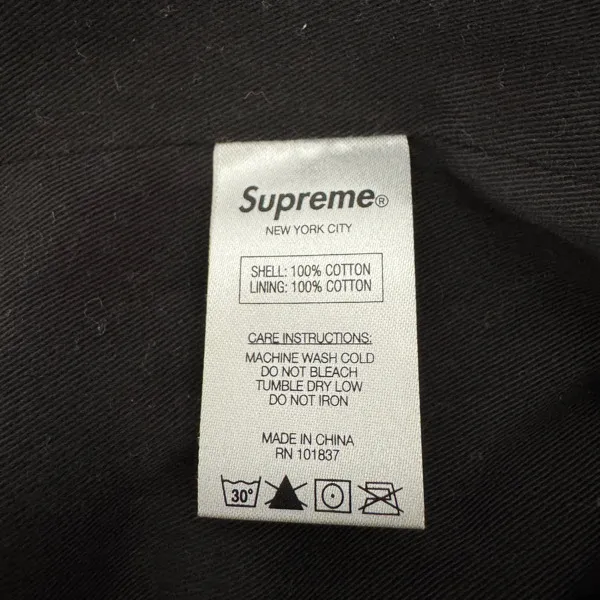 Supreme®
NEW YORK CITY
SHELL: 100% COTTON
LINING: 100% COTTON
CARE INSTRUCTIONS:
MACHINE WASH COLD
DO NOT BLEACH
TUMBLE DRY LOW
DO NOT IRON
MADE IN CHINA
RN 101837
30°